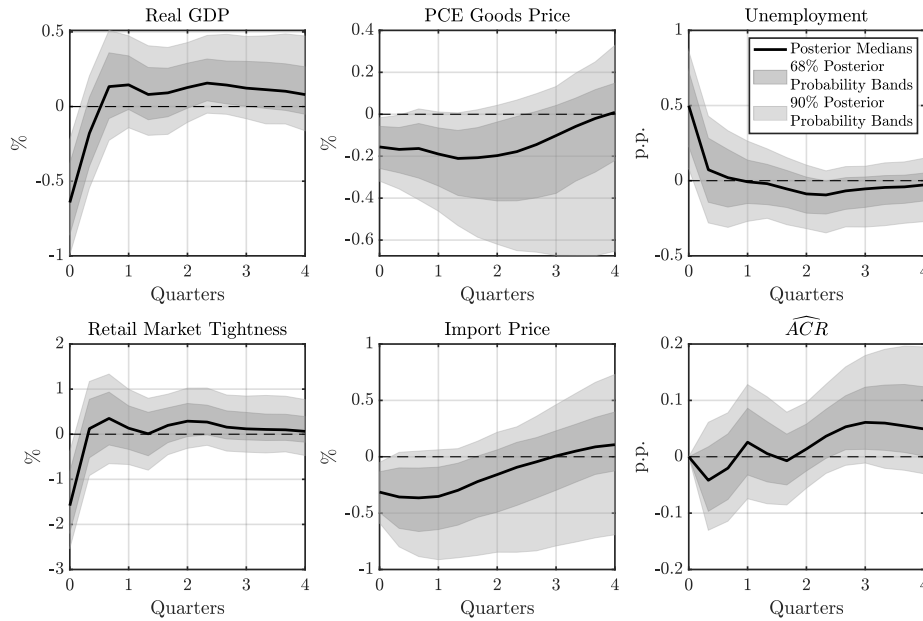 Real GDP
PCE Goods Price
Unemployment
0.5
0
-0.5
-1
%
0 1 2 3 4
Quarters
0.4
0.2
0
-0.2
-0.4
-0.6
%
0 1 2 3 4
Quarters
1
0.5
0
-0.5
p.p.
Posterior Medians
68% Posterior
Probability Bands
90% Posterior
Probability Bands
0 1 2 3 4
Quarters
Retail Market Tightness
Import Price
\widehat{ACR}
2
1
0
-1
-2
-3
%
0 1 2 3 4
Quarters
1
0.5
0
-0.5
-1
%
0 1 2 3 4
Quarters
0.2
0.1
0
-0.1
-0.2
p.p.
0 1 2 3 4
Quarters